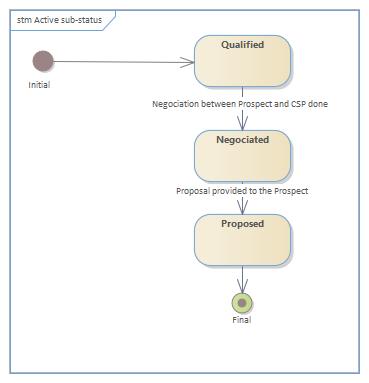 stm Active sub-status
Qualified
Initial
Negociation between Prospect and CSP done
Negociated
Proposal provided to the Prospect
Proposed
Final